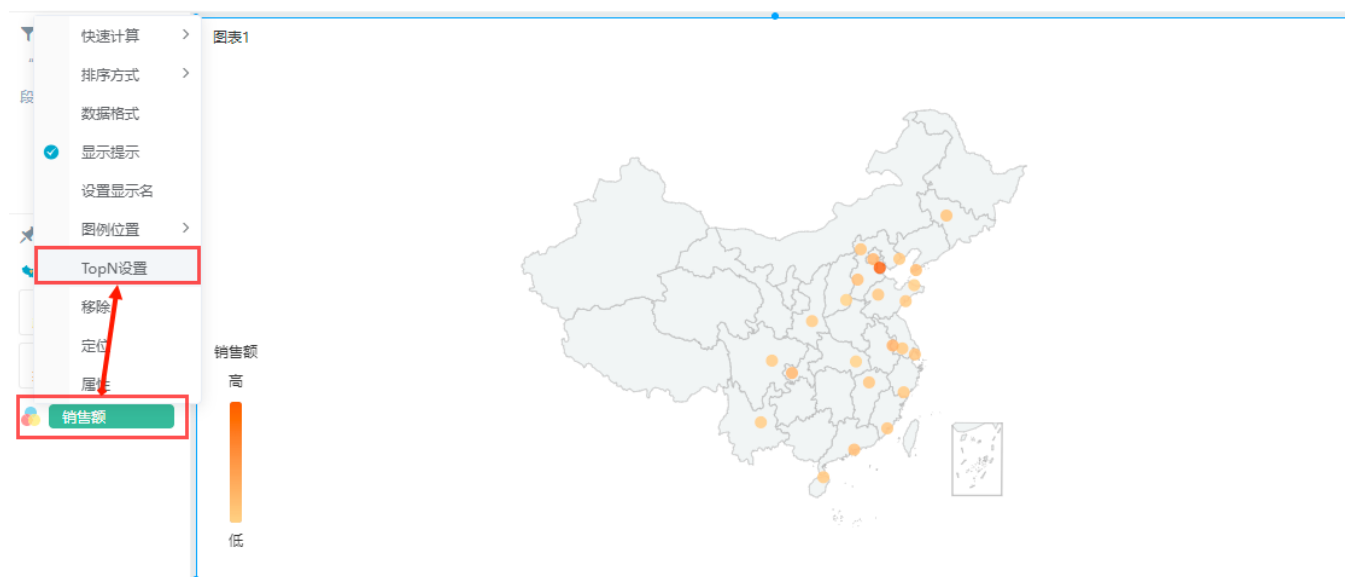 快速计算
图表1
排序方式
段
数据格式
显示提示
设置显示名
图例位置
TopN设置
移除
定位
属性
销售额
销售额
高
低